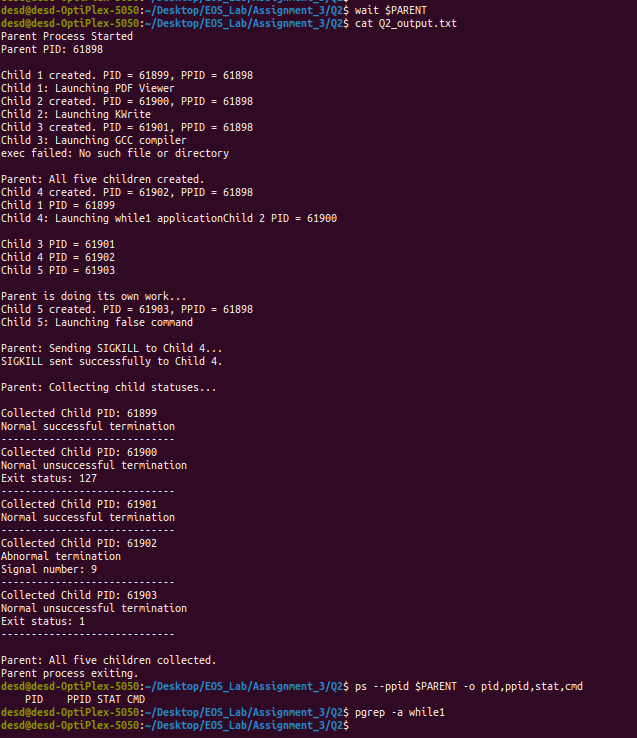 desd@desd-OptiPlex-5050:~/Desktop/EOS_Lab/Assignment_3/Q2$ wait $PARENT
desd@desd-OptiPlex-5050:~/Desktop/EOS_Lab/Assignment_3/Q2$ cat Q2_output.txt
Parent Process Started
Parent PID: 61898

Child 1 created. PID = 61899, PPID = 61898
Child 1: Launching PDF Viewer
Child 2 created. PID = 61900, PPID = 61898
Child 2: Launching KWrite
Child 3 created. PID = 61901, PPID = 61898
Child 3: Launching GCC compiler
exec failed: No such file or directory

Parent: All five children created.
Child 4 created. PID = 61902, PPID = 61898
Child 1 PID = 61899
Child 4: Launching while1 applicationChild 2 PID = 61900

Child 3 PID = 61901
Child 4 PID = 61902
Child 5 PID = 61903

Parent is doing its own work...
Child 5 created. PID = 61903, PPID = 61898
Child 5: Launching false command

Parent: Sending SIGKILL to Child 4...
SIGKILL sent successfully to Child 4.

Parent: Collecting child statuses...

Collected Child PID: 61899
Normal successful termination
----------------------------
Collected Child PID: 61900
Normal unsuccessful termination
Exit status: 127
----------------------------
Collected Child PID: 61901
Normal successful termination
----------------------------
Collected Child PID: 61902
Abnormal termination
Signal number: 9
----------------------------
Collected Child PID: 61903
Normal unsuccessful termination
Exit status: 1
----------------------------

Parent: All five children collected.
Parent process exiting.
desd@desd-OptiPlex-5050:~/Desktop/EOS_Lab/Assignment_3/Q2$ ps --ppid $PARENT -o pid,ppid,stat,cmd
    PID    PPID STAT CMD
desd@desd-OptiPlex-5050:~/Desktop/EOS_Lab/Assignment_3/Q2$ pgrep -a while1
desd@desd-OptiPlex-5050:~/Desktop/EOS_Lab/Assignment_3/Q2$